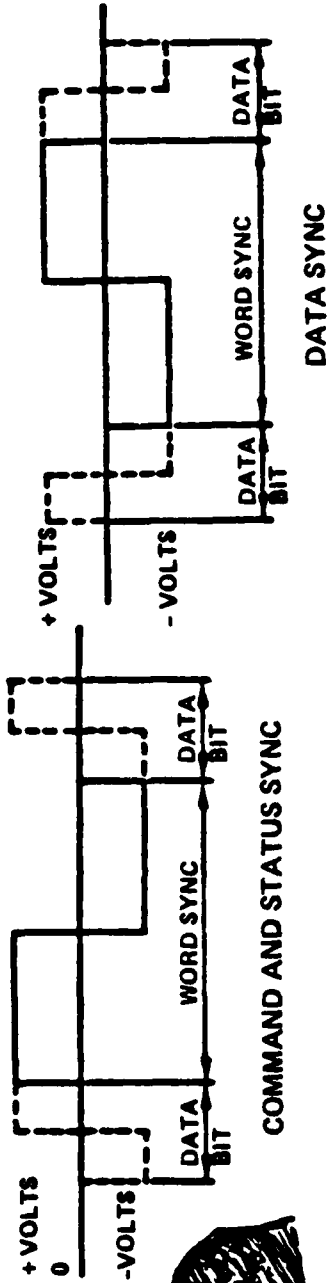 + VOLTS
0
-VOLTS
DATA
BIT
WORD SYNC
DATA
BIT
COMMAND AND STATUS SYNC
+ VOLTS
- VOLTS
DATA
BIT
WORD SYNC
DATA
BIT
DATA SYNC